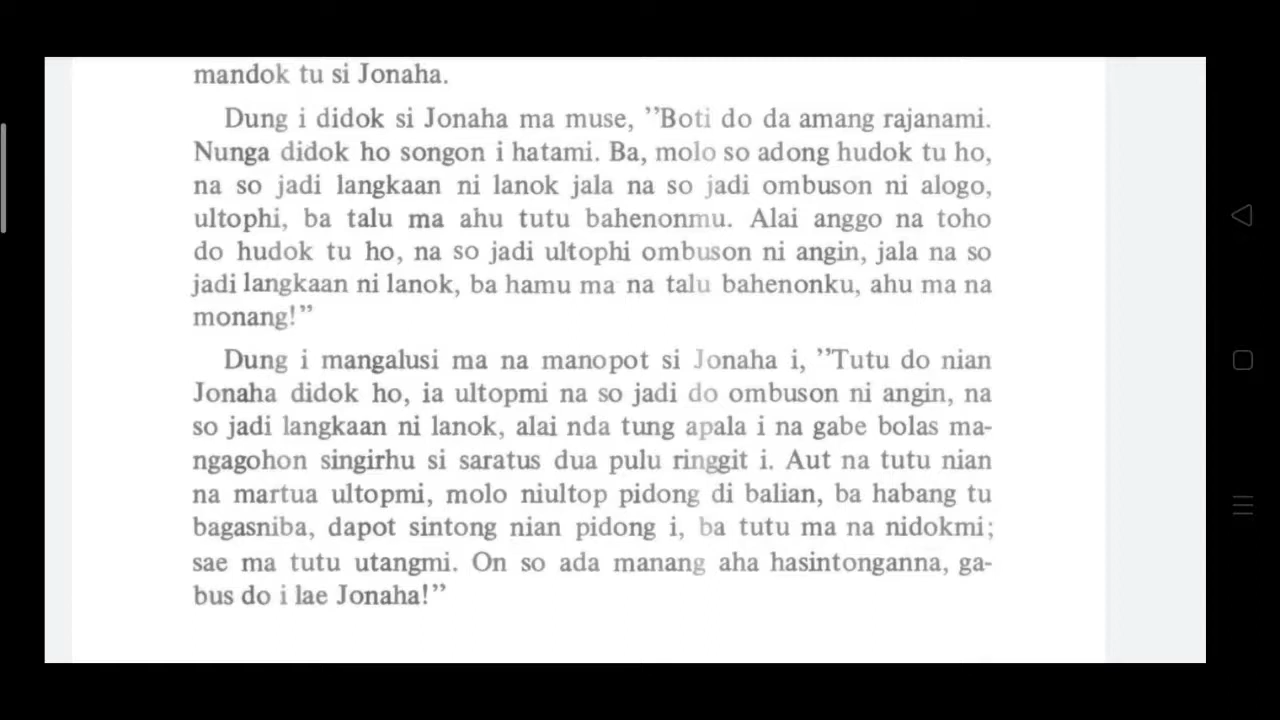 mandok tu si Jonaha.
Dung i didok si Jonaha ma muse, ”Boti do da amang rajanami.
Nunga didok ho songon i hatami. Ba, molo so adong hudok tu ho,
na so jadi langkaan ni lanok jala na so jadi ombuson ni alogo,
ultophi, ba talu ma ahu tutu bahenonmu. Alai anggo na toho
do hudok tu ho, na so jadi ultophi ombuson ni angin, jala na so
jadi langkaan ni lanok, ba hamu ma na talu bahenonku, ahu ma na
monang!”
Dung i mangalusi ma na manopot si Jonaha i, ”Tutu do nian
Jonaha didok ho, ia ultopmi na so jadi do ombuson ni angin, na
so jadi langkaan ni lanok, alai nda tung apala i na gabe bolas ma-
ngagohon singirhu si saratus dua pulu ringgit i. Aut na tutu nian
na martua ultopmi, molo niultop pidong di balian, ba habang tu
bagasniba, dapot sintong nian pidong i, ba tutu ma na nidokmi;
sae ma tutu utangmi. On so ada manang aha hasintonganna, ga-
bus do i lae Jonaha!”